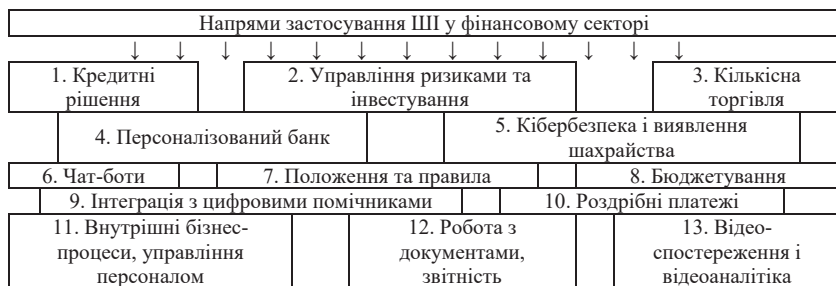 Напрями застосування ШІ у фінансовому секторі
↓ ↓ ↓ ↓ ↓ ↓ ↓ ↓ ↓ ↓ ↓ ↓ ↓
1. Кредитні
рішення
2. Управління ризиками та
інвестування
3. Кількісна
торгівля
4. Персоналізований банк
5. Кібербезпека і виявлення
шахрайства
6. Чат-боти
7. Положення та правила
8. Бюджетування
9. Інтеграція з цифровими помічниками
10. Роздрібні платежі
11. Внутрішні бізнес-
процеси, управління
персоналом
12. Робота з
документами,
звітність
13. Відео-
спостереження і
відеоаналітика